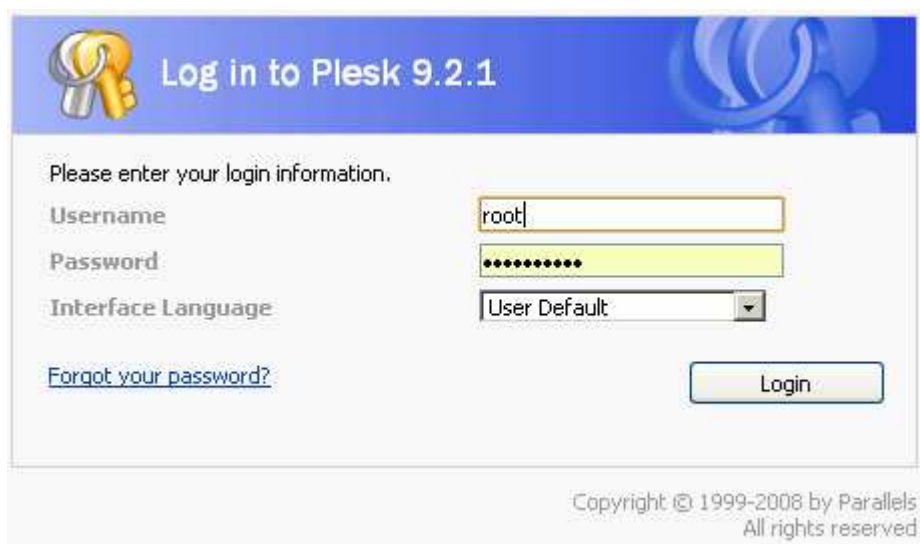 Log in to Plesk 9.2.1
Please enter your login information.
Username root
Password ••••••••••
Interface Language User Default
Forgot your password? Login
Copyright © 1999-2008 by Parallels
All rights reserved